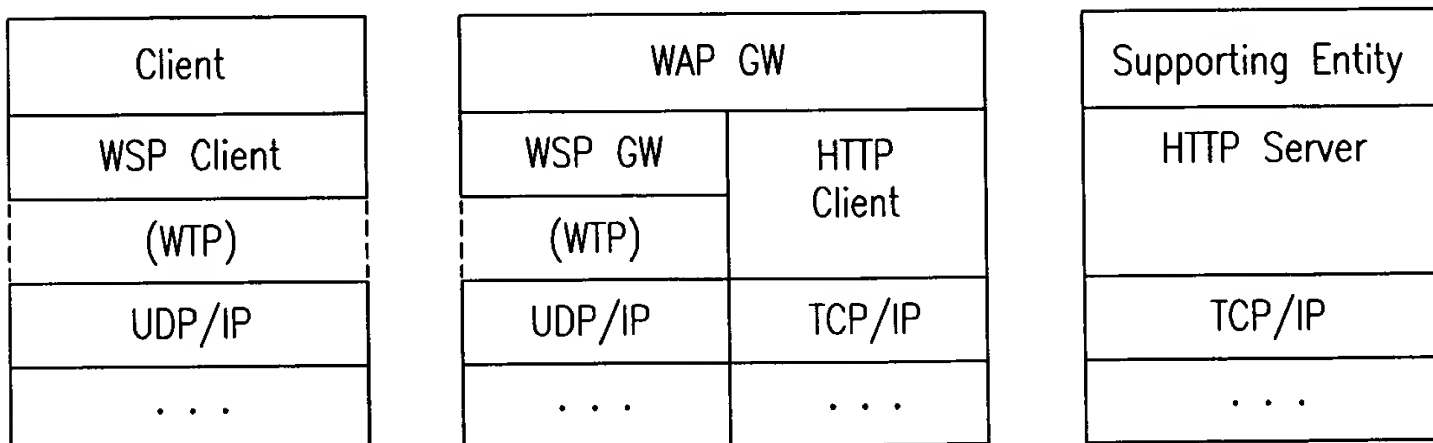 Client
WSP Client
(WTP)
UDP/IP
. . .
WAP GW
WSP GW
(WTP)
UDP/IP
. . .
HTTP
Client
TCP/IP
. . .
Supporting Entity
HTTP Server
TCP/IP
. . .